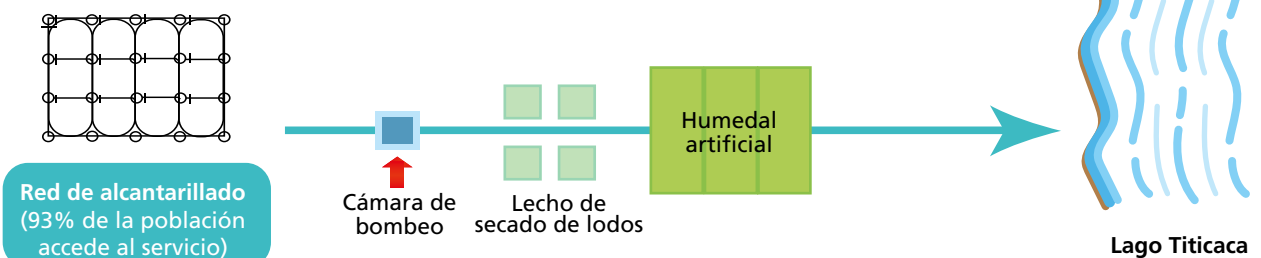 Red de alcantarillado
(93% de la población
accede al servicio)
Cámara de
bombeo
Lecho de
secado de lodos
Humedal
artificial
Lago Titicaca